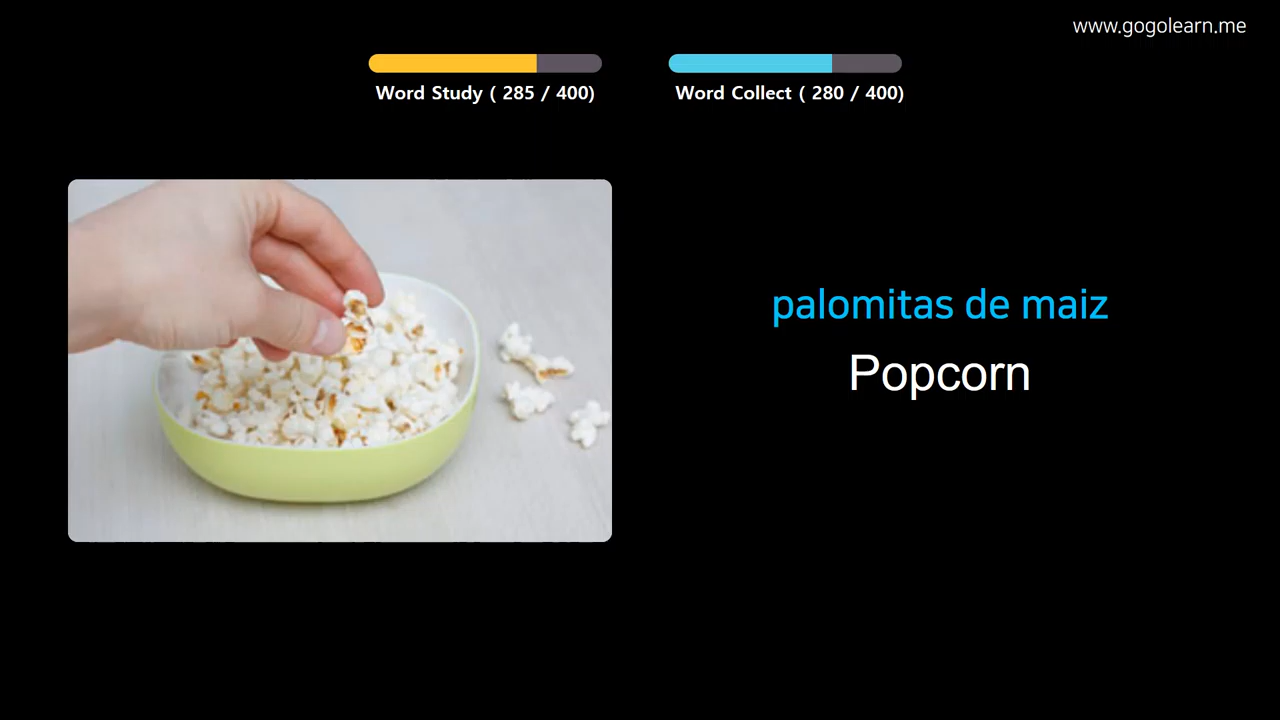 www.gogolearn.me
Word Study ( 285 / 400)
Word Collect ( 280 / 400)
palomitas de maiz
Popcorn